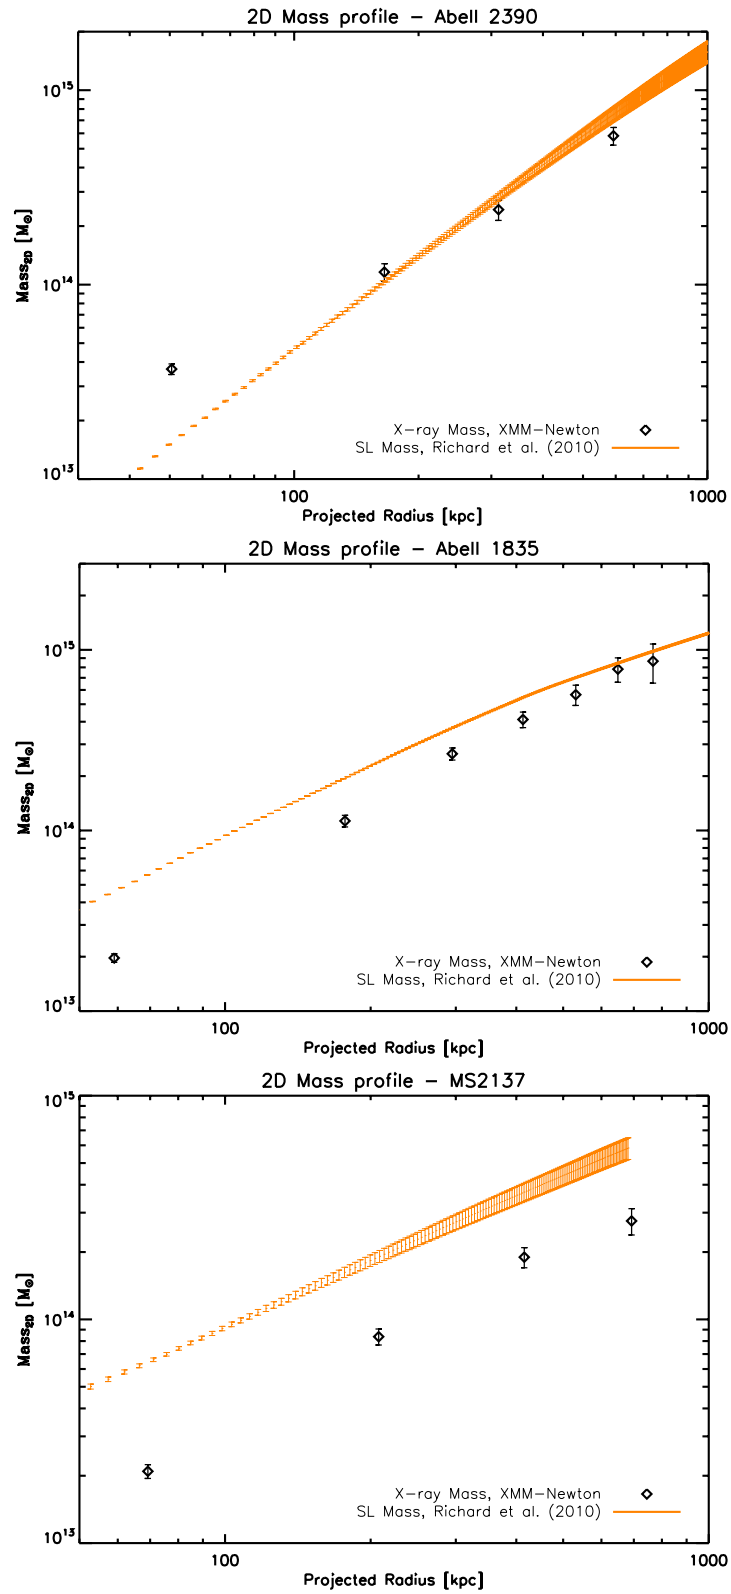 2D Mass profile – Abell 2390
10¹⁵
10¹⁴
10¹³
Mass₂D [M⊙]
X–ray Mass, XMM–Newton
SL Mass, Richard et al. (2010)
100 1000
Projected Radius [kpc]
2D Mass profile – Abell 1835
10¹⁵
10¹⁴
10¹³
Mass₂D [M⊙]
X–ray Mass, XMM–Newton
SL Mass, Richard et al. (2010)
100 1000
Projected Radius [kpc]
2D Mass profile – MS2137
10¹⁵
10¹⁴
10¹³
Mass₂D [M⊙]
X–ray Mass, XMM–Newton
SL Mass, Richard et al. (2010)
100 1000
Projected Radius [kpc]